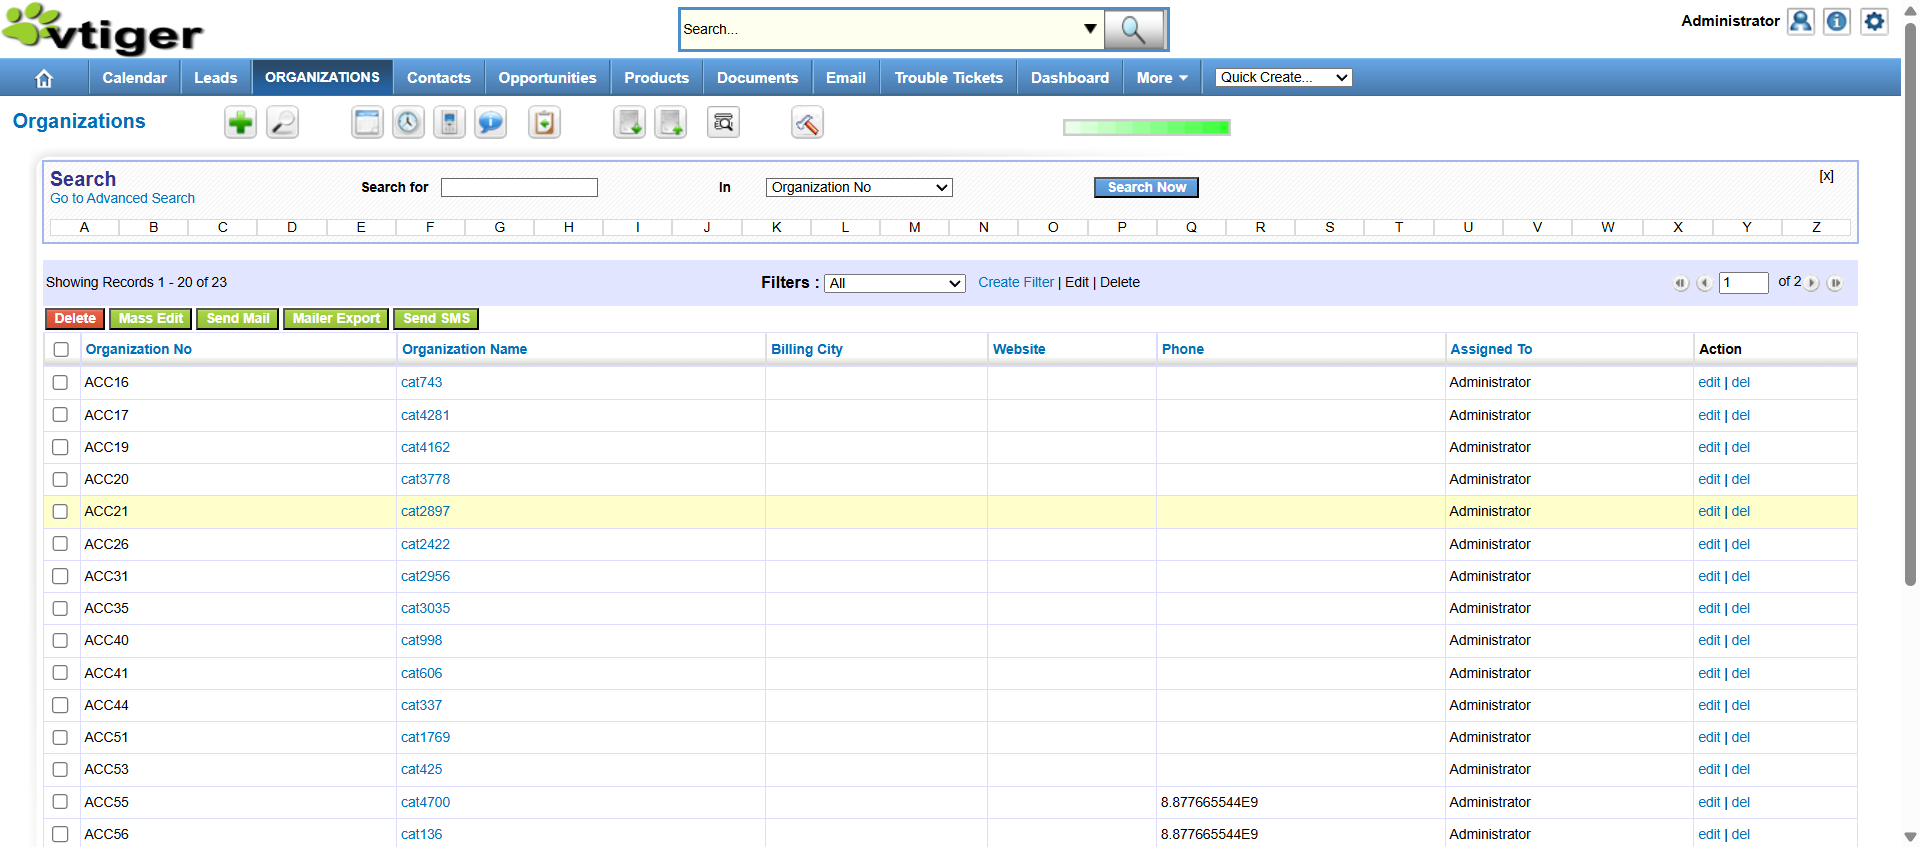 vtiger
Search...
Administrator
Calendar Leads ORGANIZATIONS Contacts Opportunities Products Documents Email Trouble Tickets Dashboard More Quick Create...
Organizations
Search
Go to Advanced Search
Search for In Organization No Search Now [x]
A B C D E F G H I J K L M N O P Q R S T U V W X Y Z
Showing Records 1 - 20 of 23 Filters : All Create Filter | Edit | Delete 1 of 2
Delete Mass Edit Send Mail Mailer Export Send SMS
Organization No Organization Name Billing City Website Phone Assigned To Action
ACC16 cat743 Administrator edit | del
ACC17 cat4281 Administrator edit | del
ACC19 cat4162 Administrator edit | del
ACC20 cat3778 Administrator edit | del
ACC21 cat2897 Administrator edit | del
ACC26 cat2422 Administrator edit | del
ACC31 cat2956 Administrator edit | del
ACC35 cat3035 Administrator edit | del
ACC40 cat998 Administrator edit | del
ACC41 cat606 Administrator edit | del
ACC44 cat337 Administrator edit | del
ACC51 cat1769 Administrator edit | del
ACC53 cat425 Administrator edit | del
ACC55 cat4700 8.877665544E9 Administrator edit | del
ACC56 cat136 8.877665544E9 Administrator edit | del